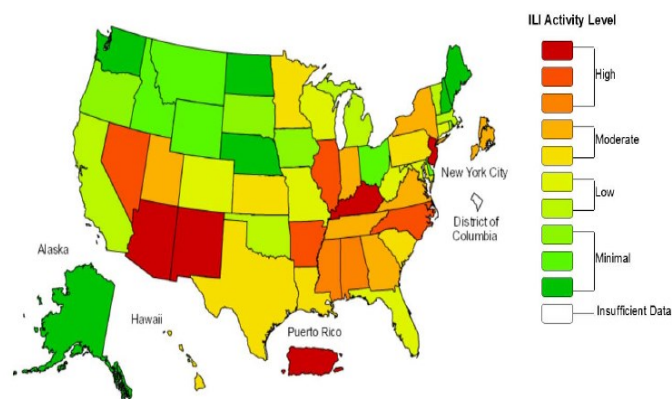 ILI Activity Level
High
Moderate
Low
Minimal
Insufficient Data
New York City
District of
Columbia
Alaska
Hawaii
Puerto Rico